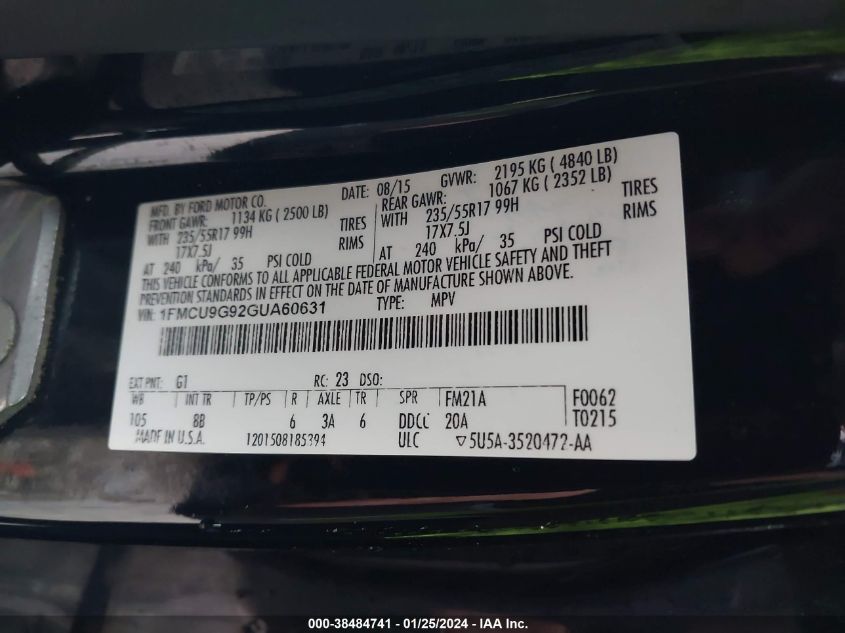 MFD. BY FORD MOTOR CO. DATE: 08/15 GVWR: 2195 KG ( 4840 LB)
FRONT GAWR: 1134 KG ( 2500 LB) REAR GAWR: 1067 KG ( 2352 LB)
WITH 235/55R17 99H TIRES WITH 235/55R17 99H TIRES
17X7.5J RIMS 17X7.5J RIMS
AT 240 kPa/ 35 PSI COLD AT 240 kPa/ 35 PSI COLD
THIS VEHICLE CONFORMS TO ALL APPLICABLE FEDERAL MOTOR VEHICLE SAFETY AND THEFT
PREVENTION STANDARDS IN EFFECT ON THE DATE OF MANUFACTURE SHOWN ABOVE.
VIN: 1FMCU9G92GUA60631 TYPE: MPV
EXT PNT: G1 RC: 23 DSO:
WB INT TR TP/PS R AXLE TR SPR FM21A F0062
105 8B 6 3A 6 DDCC 20A T0215
MADE IN U.S.A. 1201508185394 ULC ▽5U5A-3520472-AA
000-38484741 - 01/25/2024 - IAA Inc.